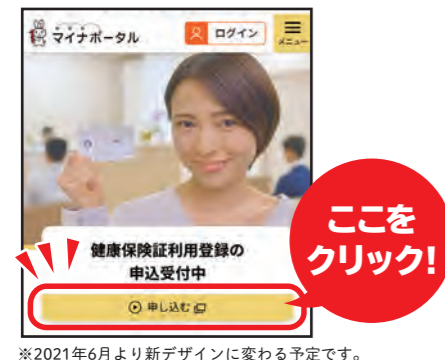 マイナポータル
ログイン
メニュー
健康保険証利用登録の
申込受付中
申し込む
ここを
クリック!
※2021年6月より新デザインに変わる予定です。